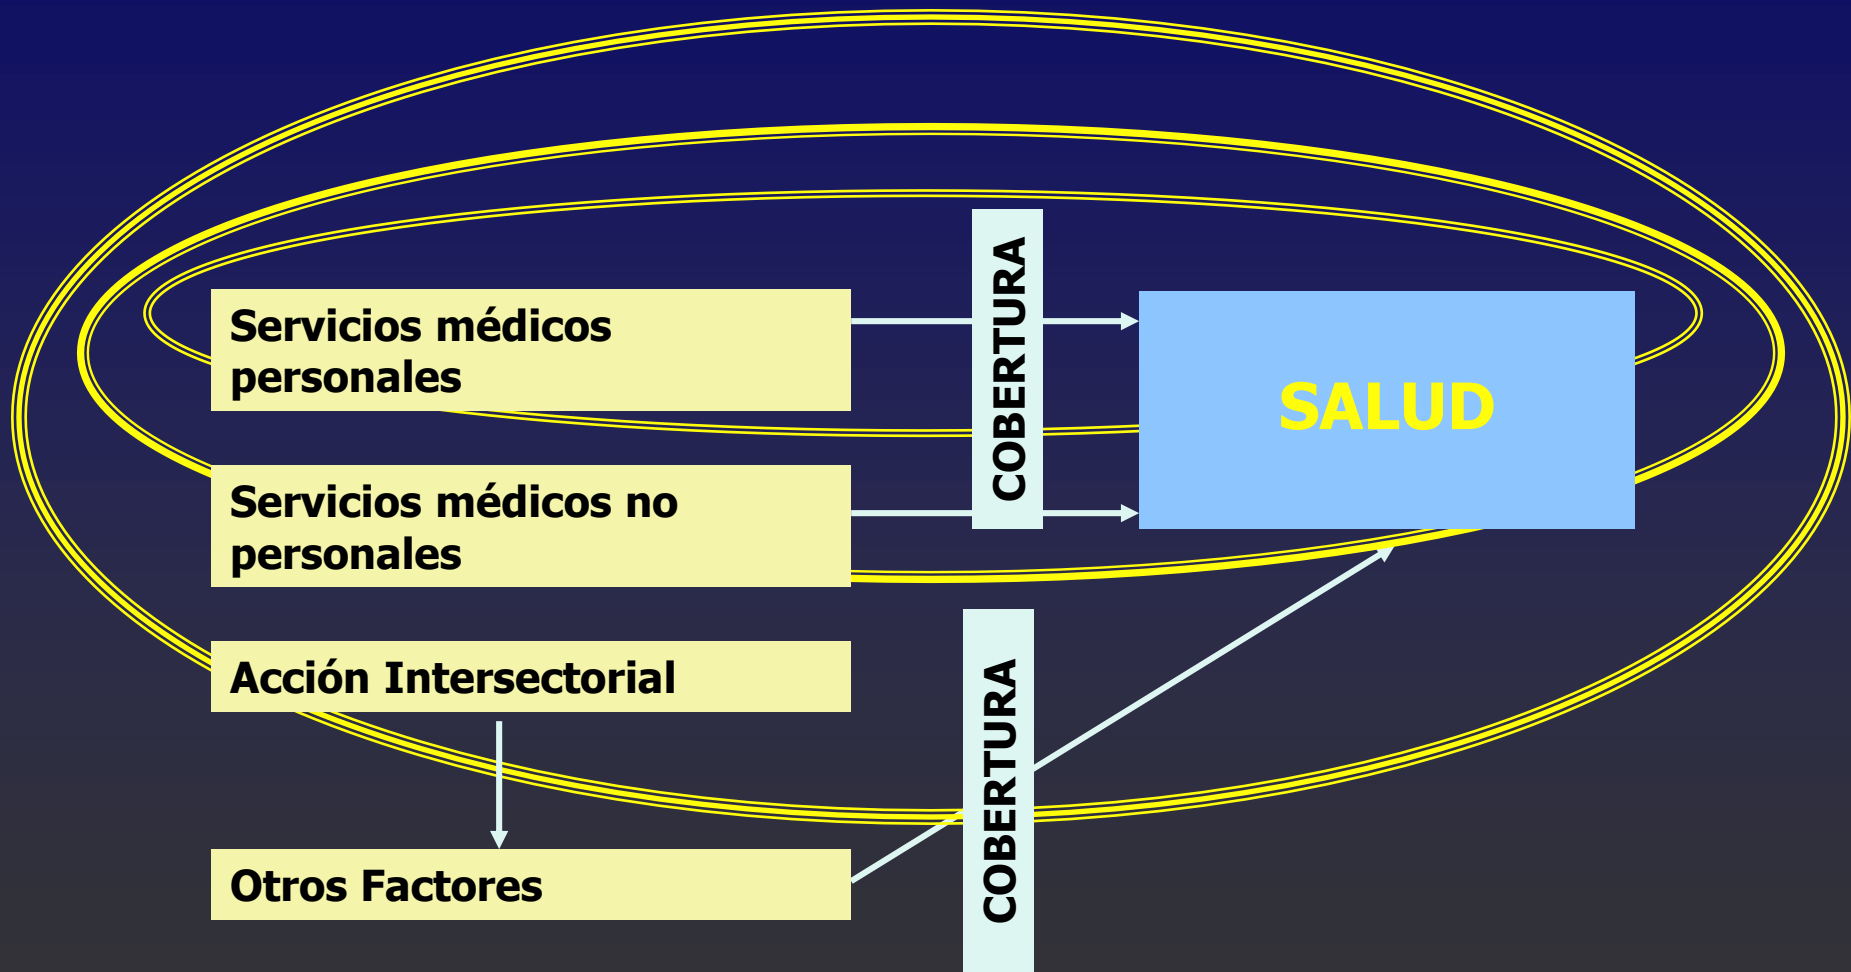 Servicios médicos
personales
COBERTURA
SALUD
Servicios médicos no
personales
Acción Intersectorial
COBERTURA
Otros Factores